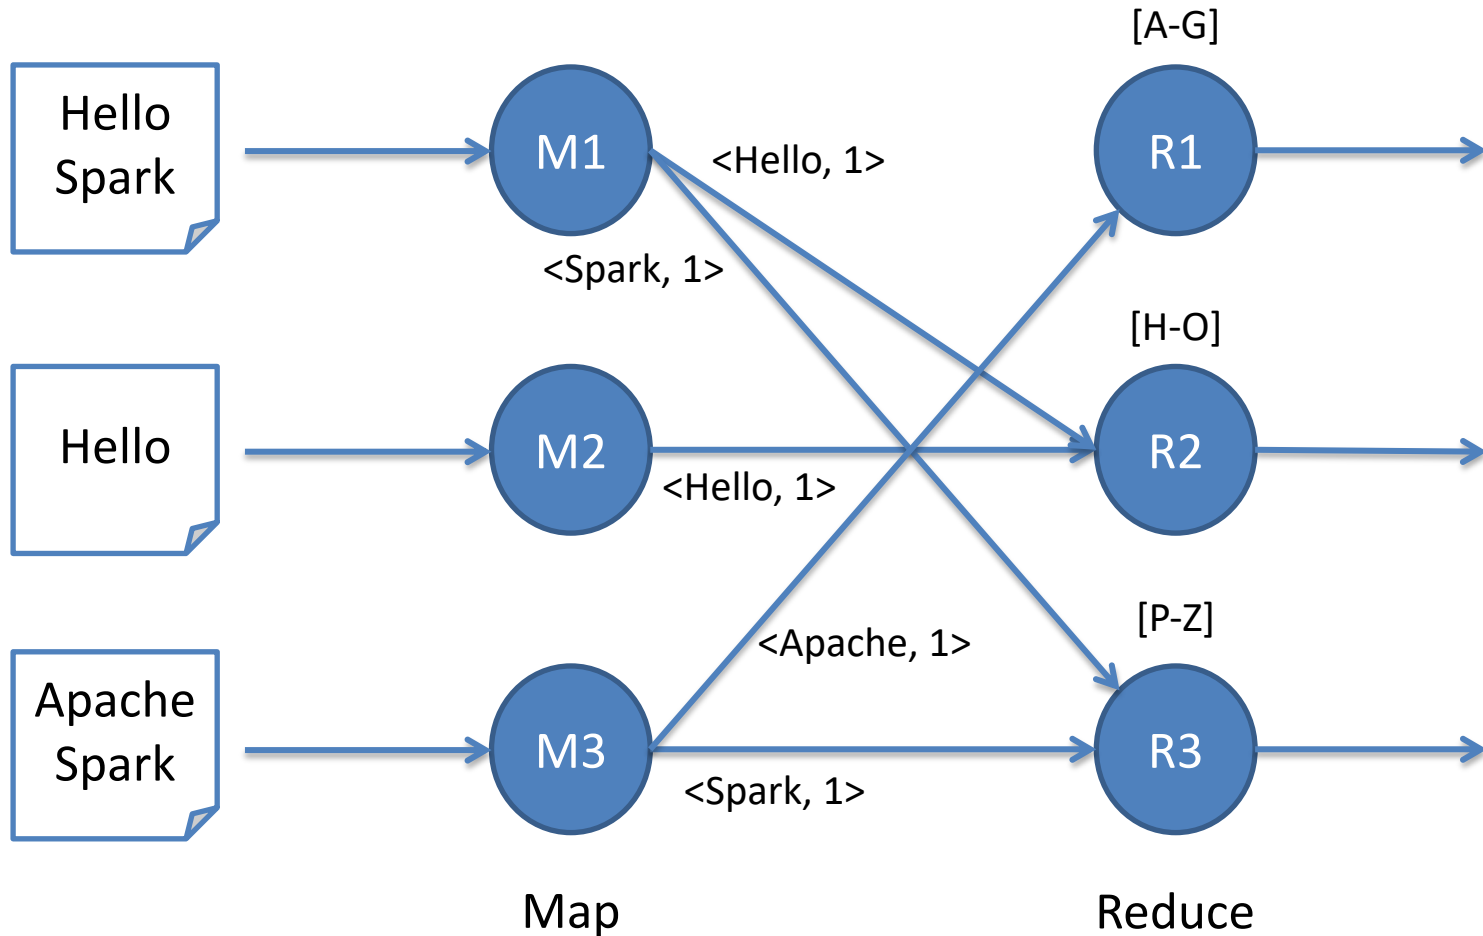 [A-G]
Hello
Spark
M1
<Hello, 1>
R1
<Spark, 1>
[H-O]
Hello
M2
<Hello, 1>
R2
[P-Z]
<Apache, 1>
Apache
Spark
M3
<Spark, 1>
R3
Map
Reduce